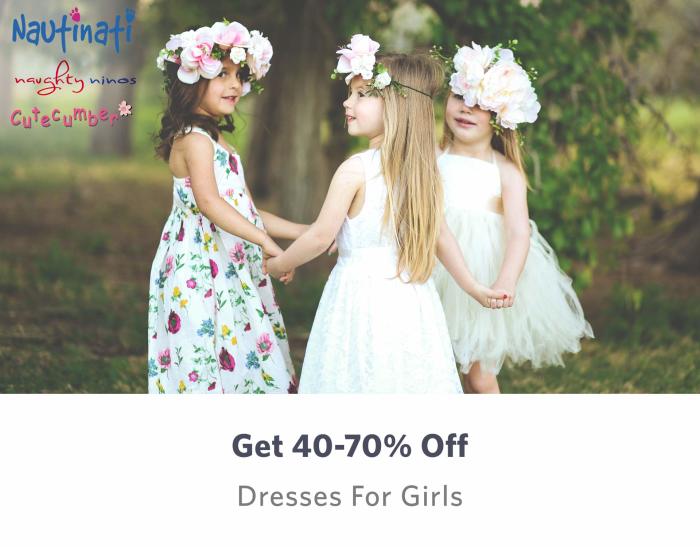 Nautinati
naughty ninos
Cutecumber
Get 40-70% Off
Dresses For Girls